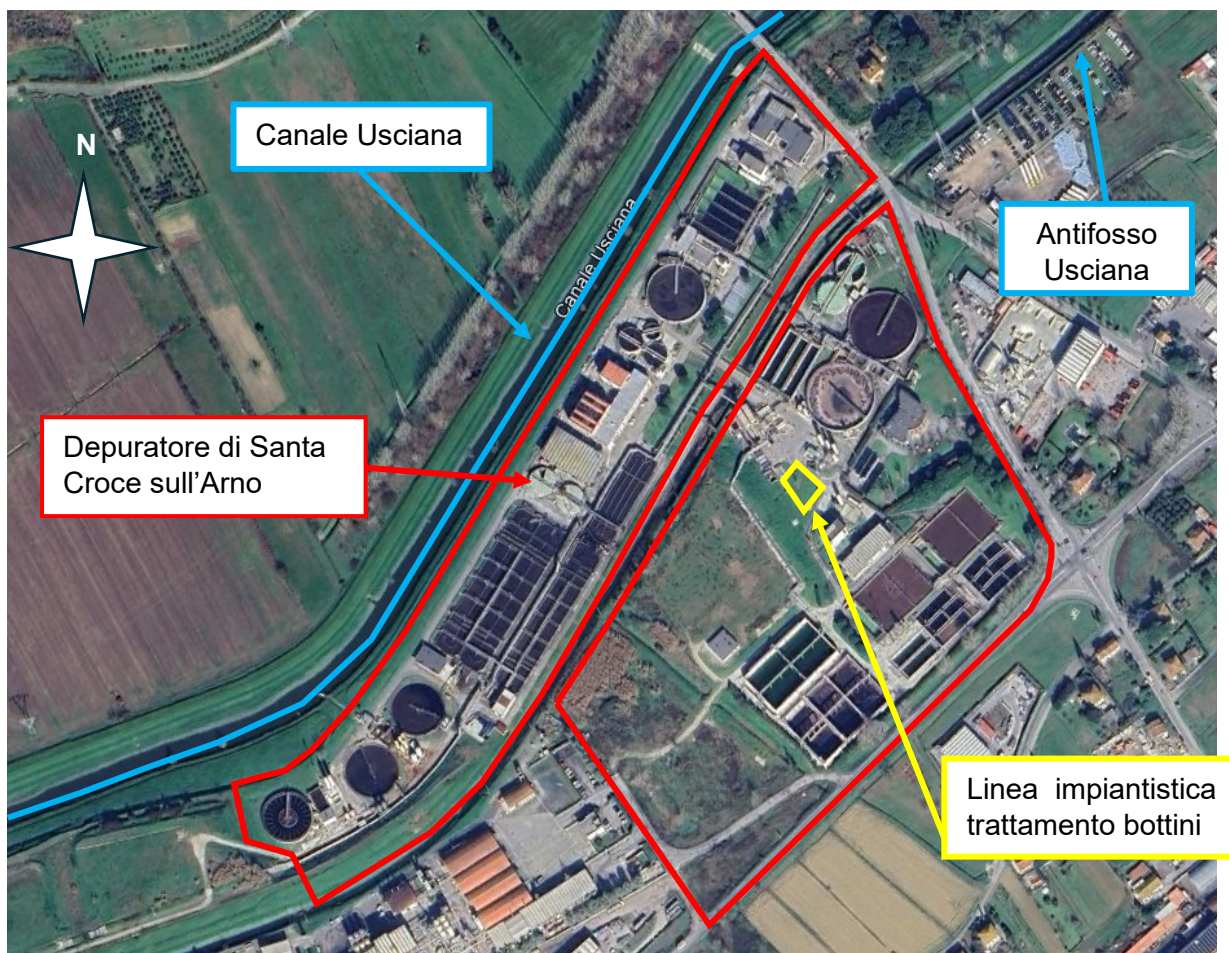 N
Canale Usciana
Canale Usciana
Antifosso
Usciana
Depuratore di Santa
Croce sull’Arno
Linea impiantistica
trattamento bottini